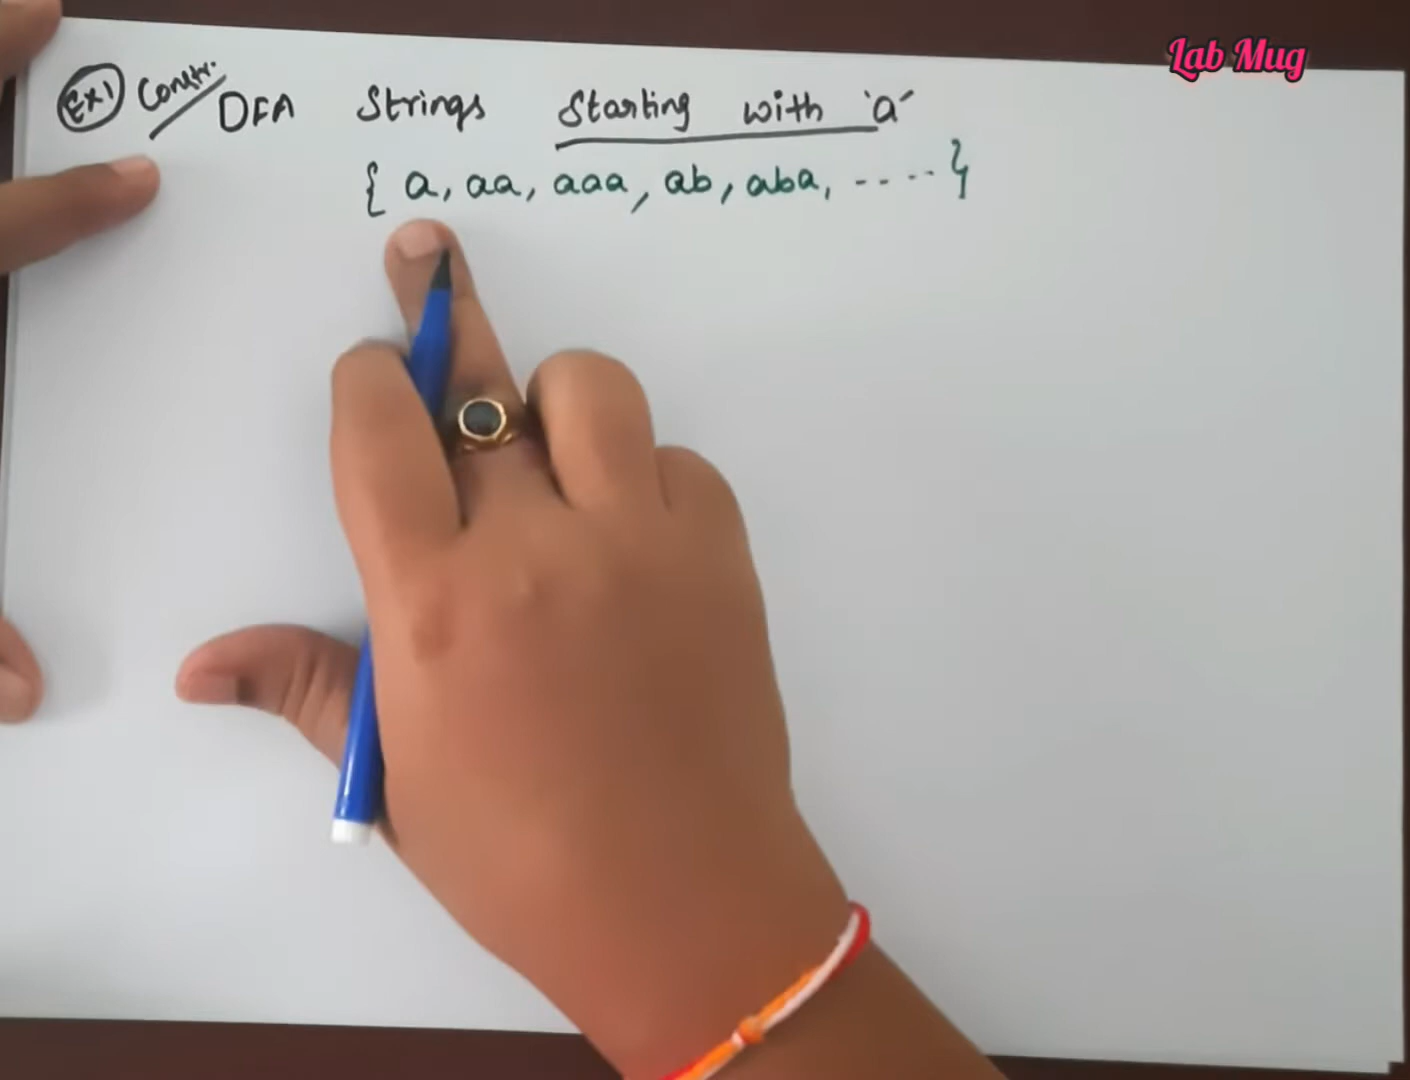 Lab Mug
Ex1 Constr. DFA Strings Starting with 'a'
{ a, aa, aaa, ab, aba, ----- }